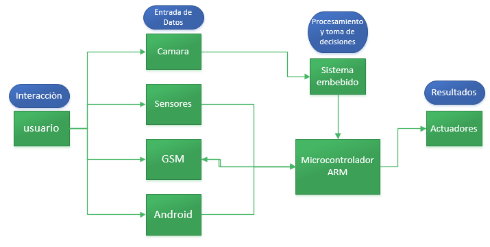 Entrada de
Datos
Procesamiento
y toma de
decisiones
Camara
Sistema
embebido
Interacción
Sensores
Resultados
usuario
Actuadores
GSM
Microcontrolador
ARM
Android